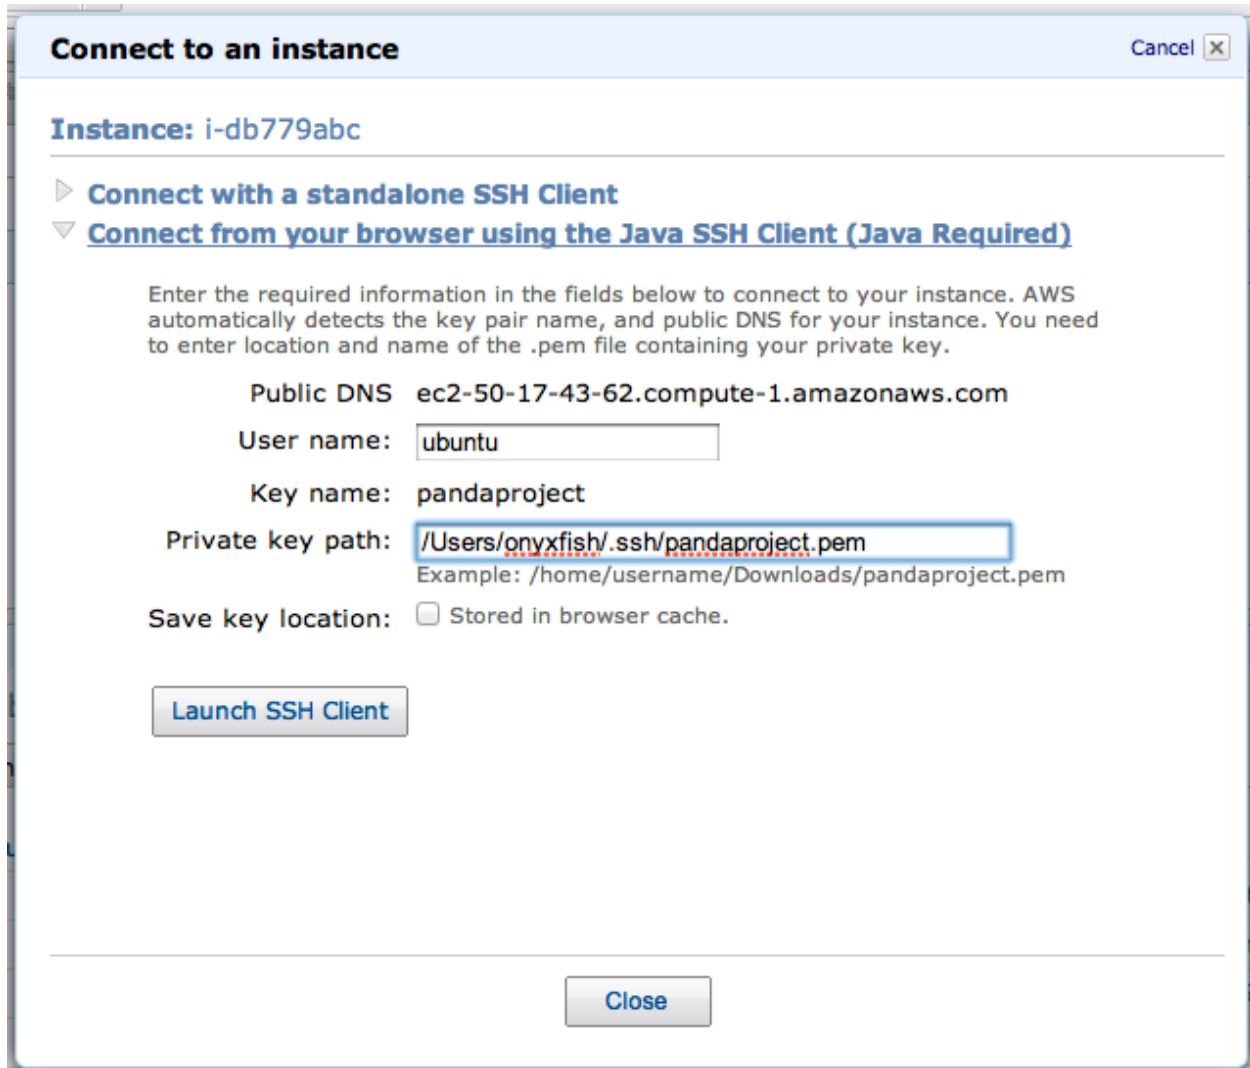 Connect to an instance
Cancel
Instance: i-db779abc
Connect with a standalone SSH Client
Connect from your browser using the Java SSH Client (Java Required)
Enter the required information in the fields below to connect to your instance. AWS
automatically detects the key pair name, and public DNS for your instance. You need
to enter location and name of the .pem file containing your private key.
Public DNS ec2-50-17-43-62.compute-1.amazonaws.com
User name: ubuntu
Key name: pandaproject
Private key path: /Users/onyxfish/.ssh/pandaproject.pem
Example: /home/username/Downloads/pandaproject.pem
Save key location: Stored in browser cache.
Launch SSH Client
Close